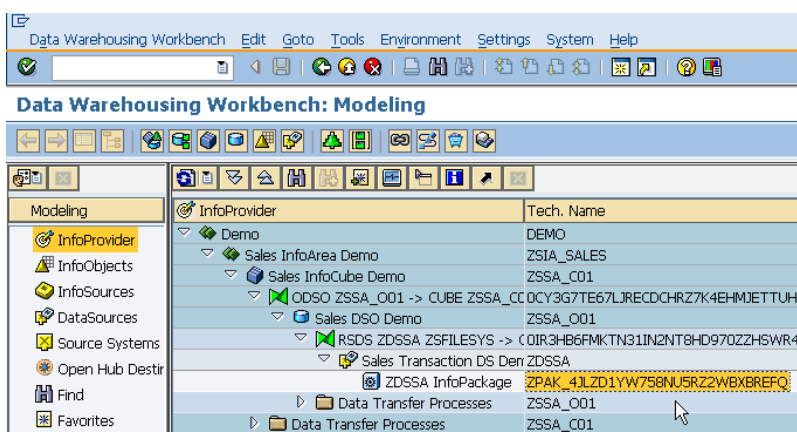 Data Warehousing Workbench Edit Goto Tools Environment Settings System Help
Data Warehousing Workbench: Modeling
Modeling InfoProvider Tech. Name
InfoProvider Demo DEMO
InfoObjects Sales InfoArea Demo ZSIA_SALES
InfoSources Sales InfoCube Demo ZSSA_C01
ODSO ZSSA_O01 -> CUBE ZSSA_CC 0CY3G7TE67LJRECDCHRZ7K4EHMJETTUH
DataSources Sales DSO Demo ZSSA_O01
Source Systems RSDS ZDSSA ZSFILESYS -> ( 0IR3HB6FMKTN31IN2NT8HD970ZZHSWR4
Open Hub Destir Sales Transaction DS Den ZDSSA
Find ZDSSA InfoPackage ZPAK_4JLZD1YW758NU5RZ2WBXBREFQ
Data Transfer Processes ZSSA_O01
Favorites Data Transfer Processes ZSSA_C01